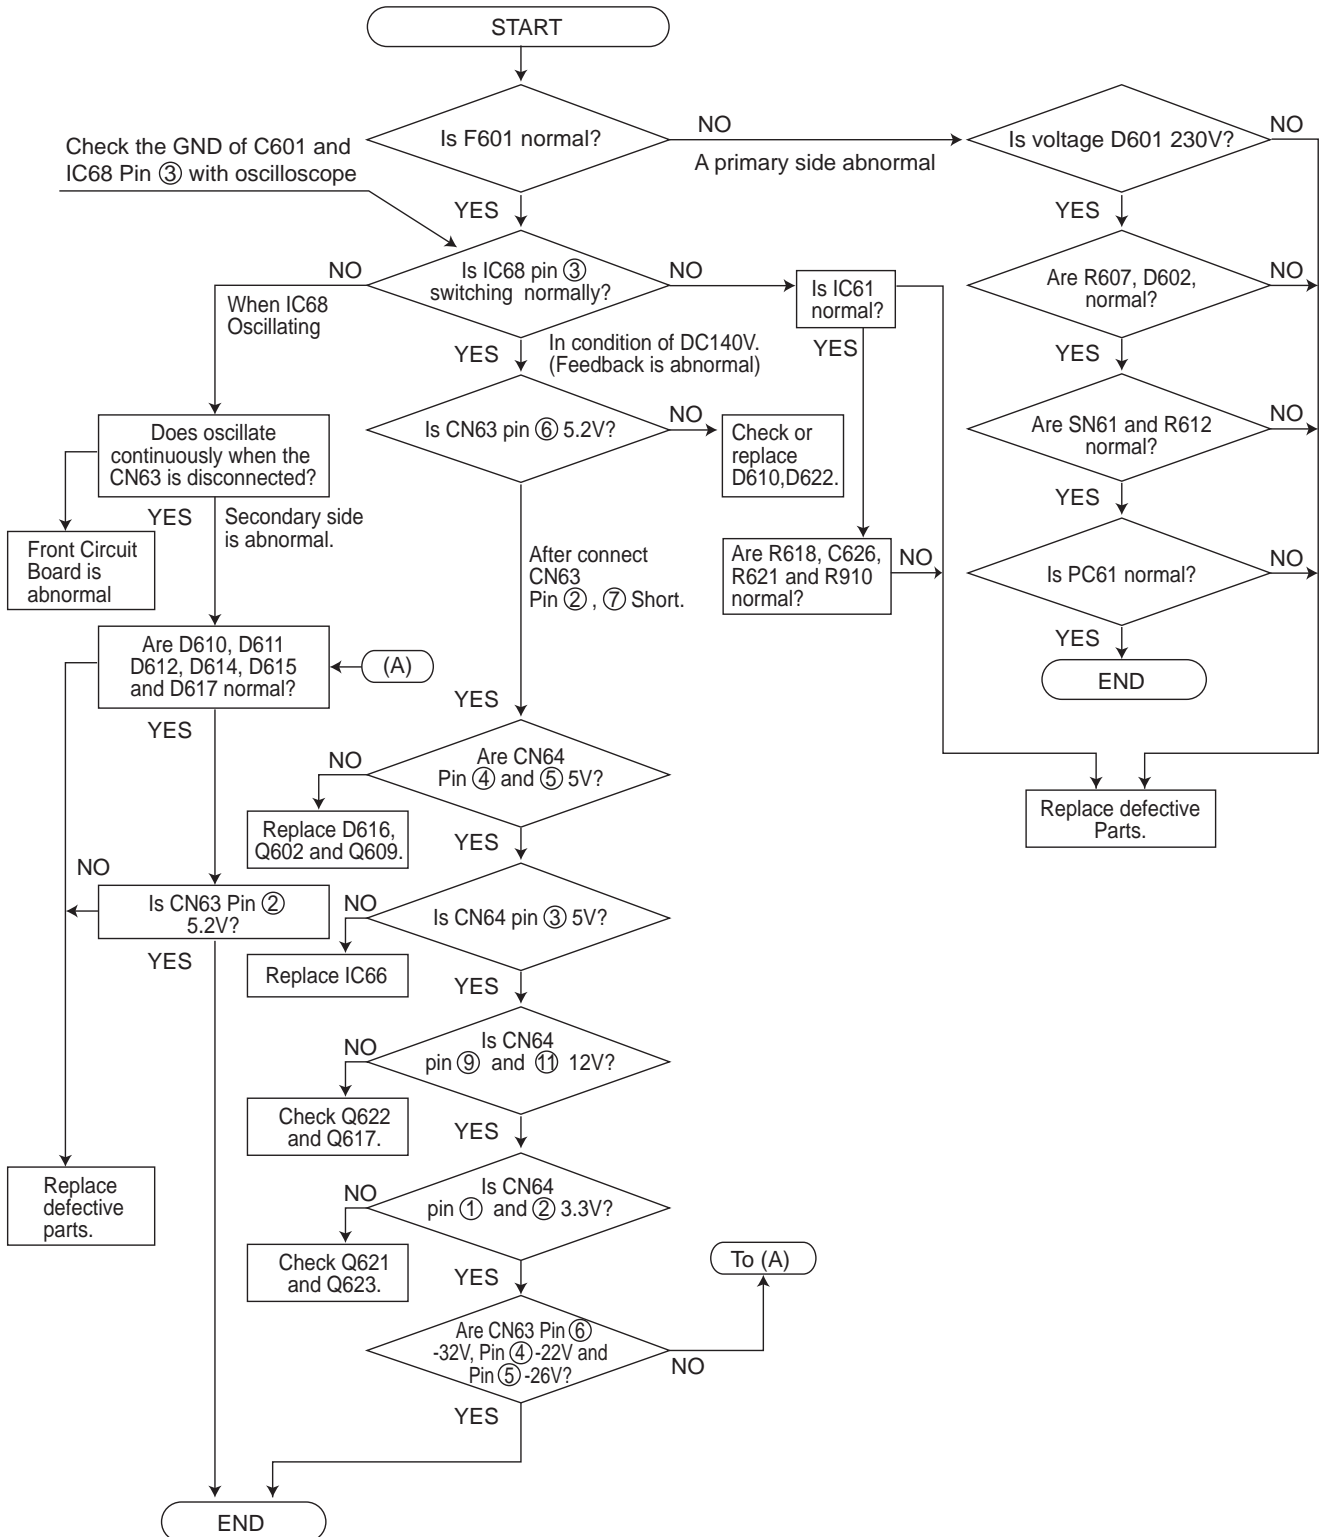 START
Is F601 normal?
NO
A primary side abnormal
Is voltage D601 230V?
NO
Check the GND of C601 and
IC68 Pin ③ with oscilloscope
YES
YES
NO
When IC68
Oscillating
Is IC68 pin ③
switching normally?
NO
Is IC61
normal?
YES
Are R607, D602,
normal?
NO
YES
In condition of DC140V.
(Feedback is abnormal)
YES
Does oscillate
continuously when the
CN63 is disconnected?
Is CN63 pin ⑥ 5.2V?
NO
Check or
replace
D610,D622.
Are SN61 and R612
normal?
NO
YES
YES
Secondary side
is abnormal.
Front Circuit
Board is
abnormal
After connect
CN63
Pin ② , ⑦ Short.
Are R618, C626,
R621 and R910
normal?
NO
Is PC61 normal?
NO
YES
END
Are D610, D611
D612, D614, D615
and D617 normal?
(A)
YES
YES
NO
Are CN64
Pin ④ and ⑤ 5V?
Replace D616,
Q602 and Q609.
YES
Replace defective
Parts.
NO
Is CN63 Pin ②
5.2V?
YES
NO
Is CN64 pin ③ 5V?
Replace IC66
YES
NO
Is CN64
pin ⑨ and ⑪ 12V?
Check Q622
and Q617.
YES
Replace
defective
parts.
NO
Is CN64
pin ① and ② 3.3V?
Check Q621
and Q623.
YES
To (A)
Are CN63 Pin ⑥
-32V, Pin ④ -22V and
Pin ⑤ -26V?
NO
YES
END